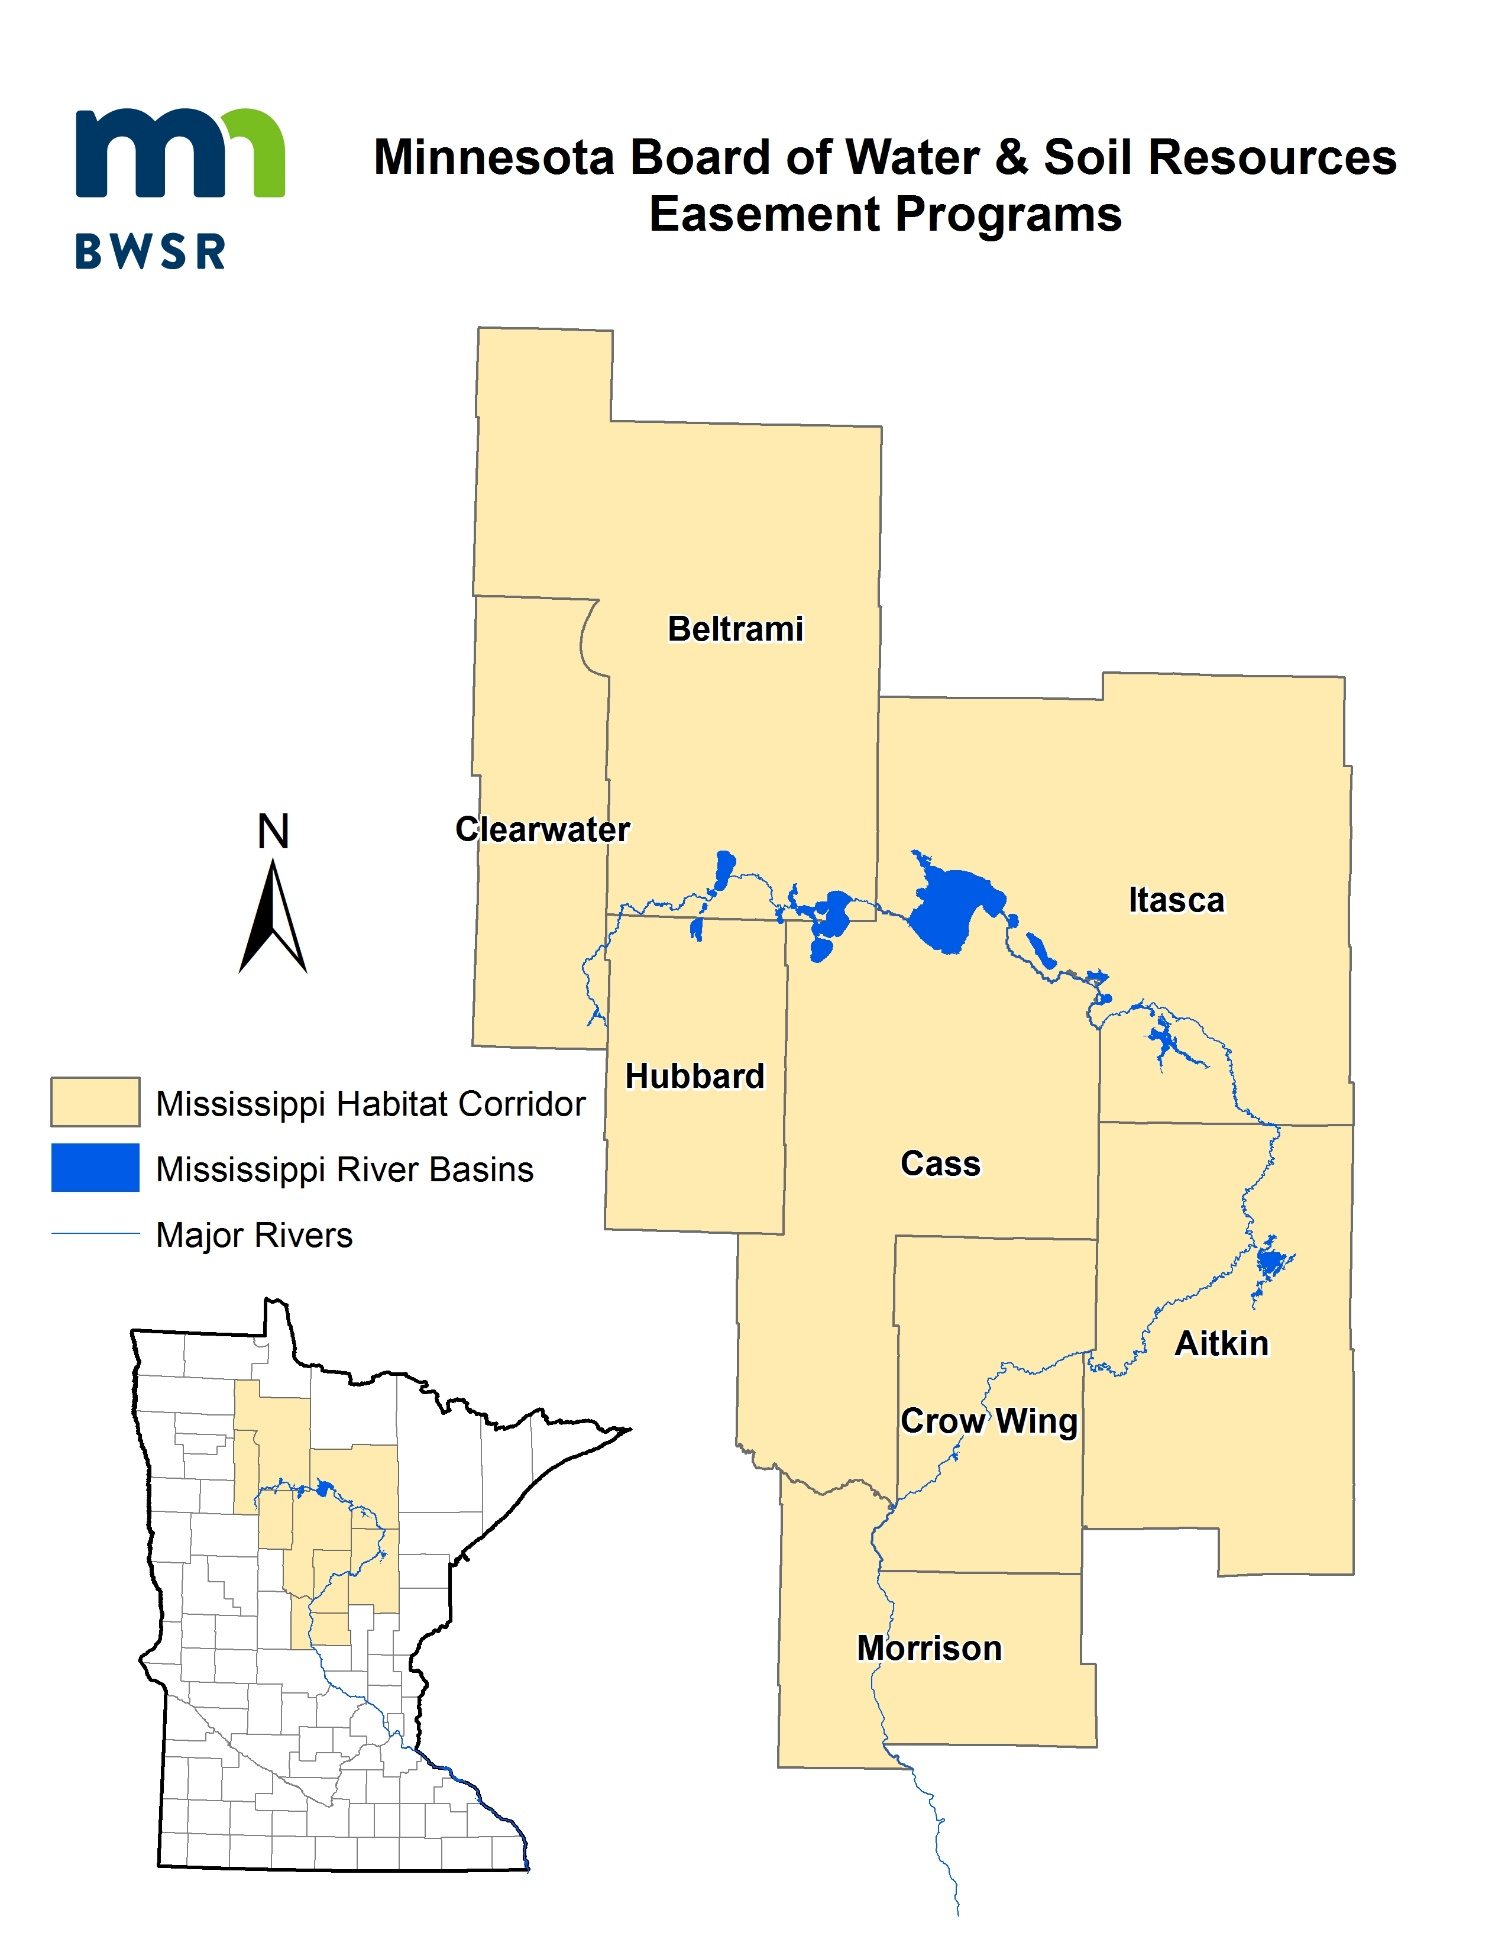 mn
BWSR
Minnesota Board of Water & Soil Resources
Easement Programs
Beltrami
Clearwater
N
Itasca
Hubbard
Mississippi Habitat Corridor
Cass
Mississippi River Basins
Major Rivers
Aitkin
Crow Wing
Morrison